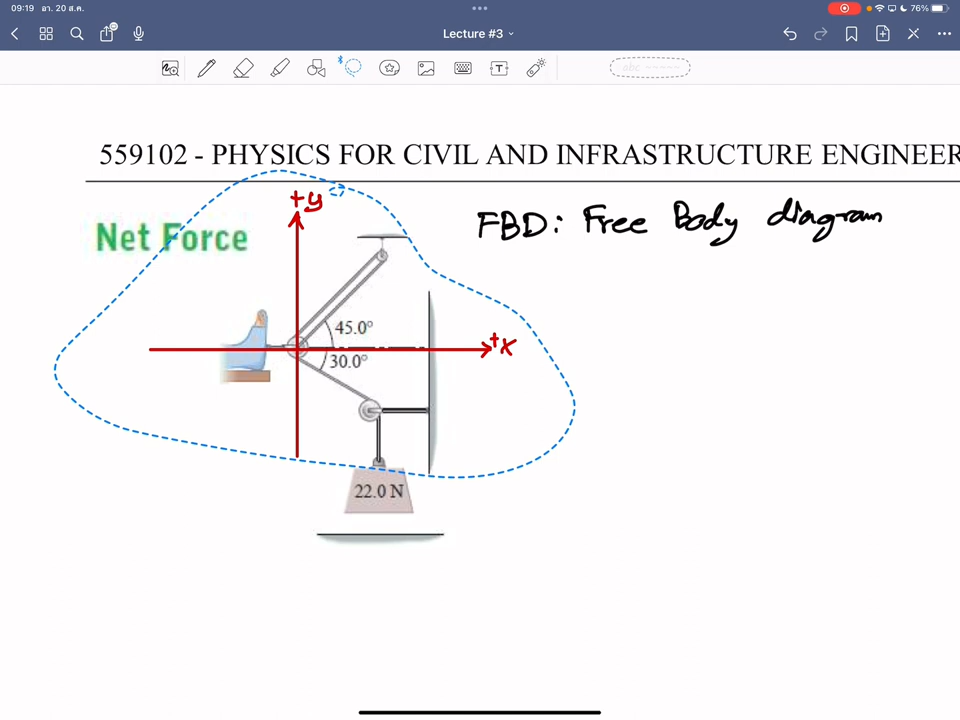 09:19 อา. 20 ส.ค.
76%
Lecture #3
T
559102 - PHYSICS FOR CIVIL AND INFRASTRUCTURE ENGINEER
+y
Net Force
FBD: Free Body diagram
45.0°
+x
30.0°
22.0 N